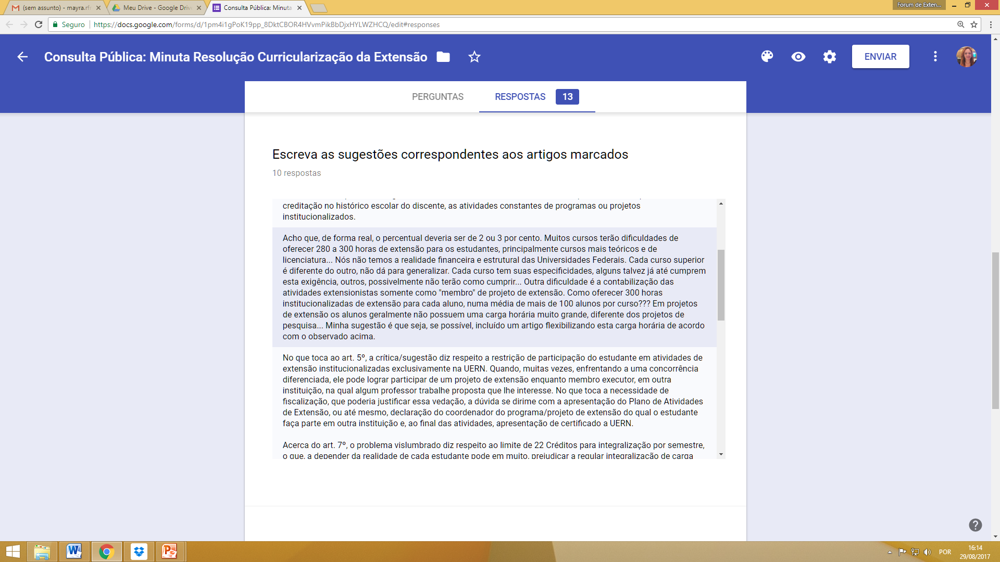 (sem assunto) - mayra.rf
Meu Drive - Google Drive
Consulta Pública: Minuta
Forum de Exten...
Seguro
https://docs.google.com/forms/d/1pm4i1gPoK19pp_8DktCBOR4HVvmPikBbDjxHYLWZHCQ/edit#responses
Consulta Pública: Minuta Resolução Curricularização da Extensão
ENVIAR
PERGUNTAS
RESPOSTAS 13
Escreva as sugestões correspondentes aos artigos marcados
10 respostas
creditação no histórico escolar do discente, as atividades constantes de programas ou projetos
institucionalizados.
Acho que, de forma real, o percentual deveria ser de 2 ou 3 por cento. Muitos cursos terão dificuldades de
oferecer 280 a 300 horas de extensão para os estudantes, principalmente cursos mais teóricos e de
licenciatura... Nós não temos a realidade financeira e estrutural das Universidades Federais. Cada curso superior
é diferente do outro, não dá para generalizar. Cada curso tem suas especificidades, alguns talvez já até cumprem
esta exigência, outros, possivelmente não terão como cumprir... Outra dificuldade é a contabilização das
atividades extensionistas somente como "membro" de projeto de extensão. Como oferecer 300 horas
institucionalizadas de extensão para cada aluno, numa média de mais de 100 alunos por curso??? Em projetos
de extensão os alunos geralmente não possuem uma carga horária muito grande, diferente dos projetos de
pesquisa... Minha sugestão é que seja, se possível, incluído um artigo flexibilizando esta carga horária de acordo
com o observado acima.
No que toca ao art. 5º, a crítica/sugestão diz respeito a restrição de participação do estudante em atividades de
extensão institucionalizadas exclusivamente na UERN. Quando, muitas vezes, enfrentando a uma concorrência
diferenciada, ele pode lograr participar de um projeto de extensão enquanto membro executor, em outra
instituição, na qual algum professor trabalhe proposta que lhe interesse. No que toca a necessidade de
fiscalização, que poderia justificar essa vedação, a dúvida se dirime com a apresentação do Plano de Atividades
de Extensão, ou até mesmo, declaração do coordenador do programa/projeto de extensão do qual o estudante
faça parte em outra instituição e, ao final das atividades, apresentação de certificado a UERN.
Acerca do art. 7º, o problema vislumbrado diz respeito ao limite de 22 Créditos para integralização por semestre,
o que, a depender da realidade de cada estudante pode em muito, prejudicar a regular integralização de carga
POR
16:14
29/08/2017